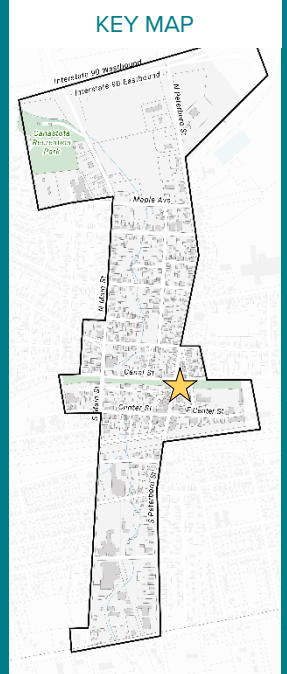 KEY MAP
Interstate 90 Westbound
Interstate 90 Eastbound
N Peterboro St
Canastota
Recreation
Park
Maple Ave
N Main St
Canal St
S Main St
Center St
E Center St
S Peterboro St